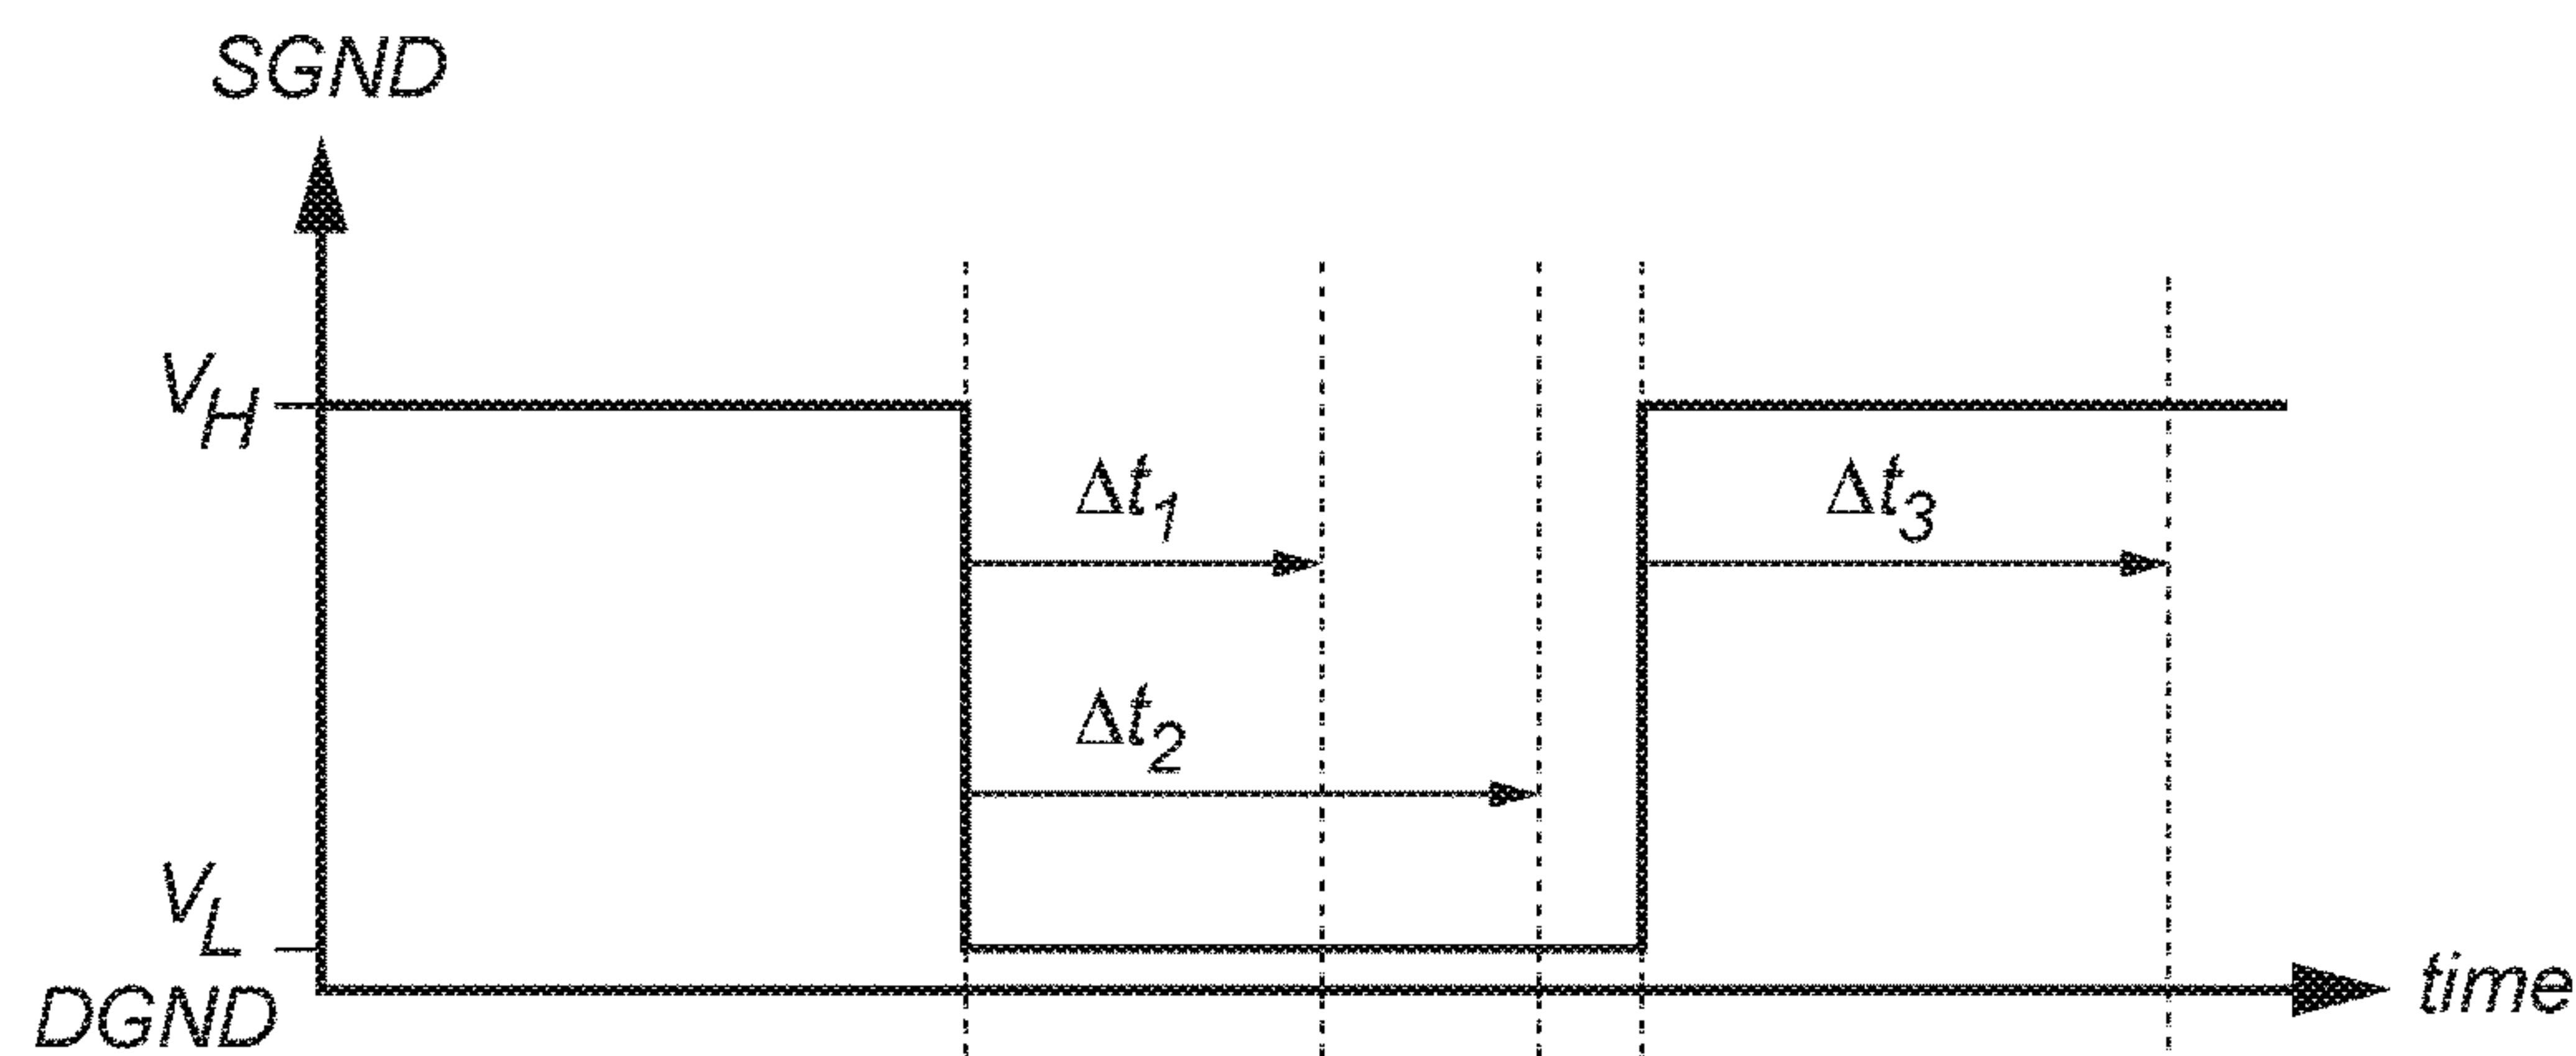 SGND
V_H
Δt_1
Δt_3
Δt_2
V_L
DGND
time